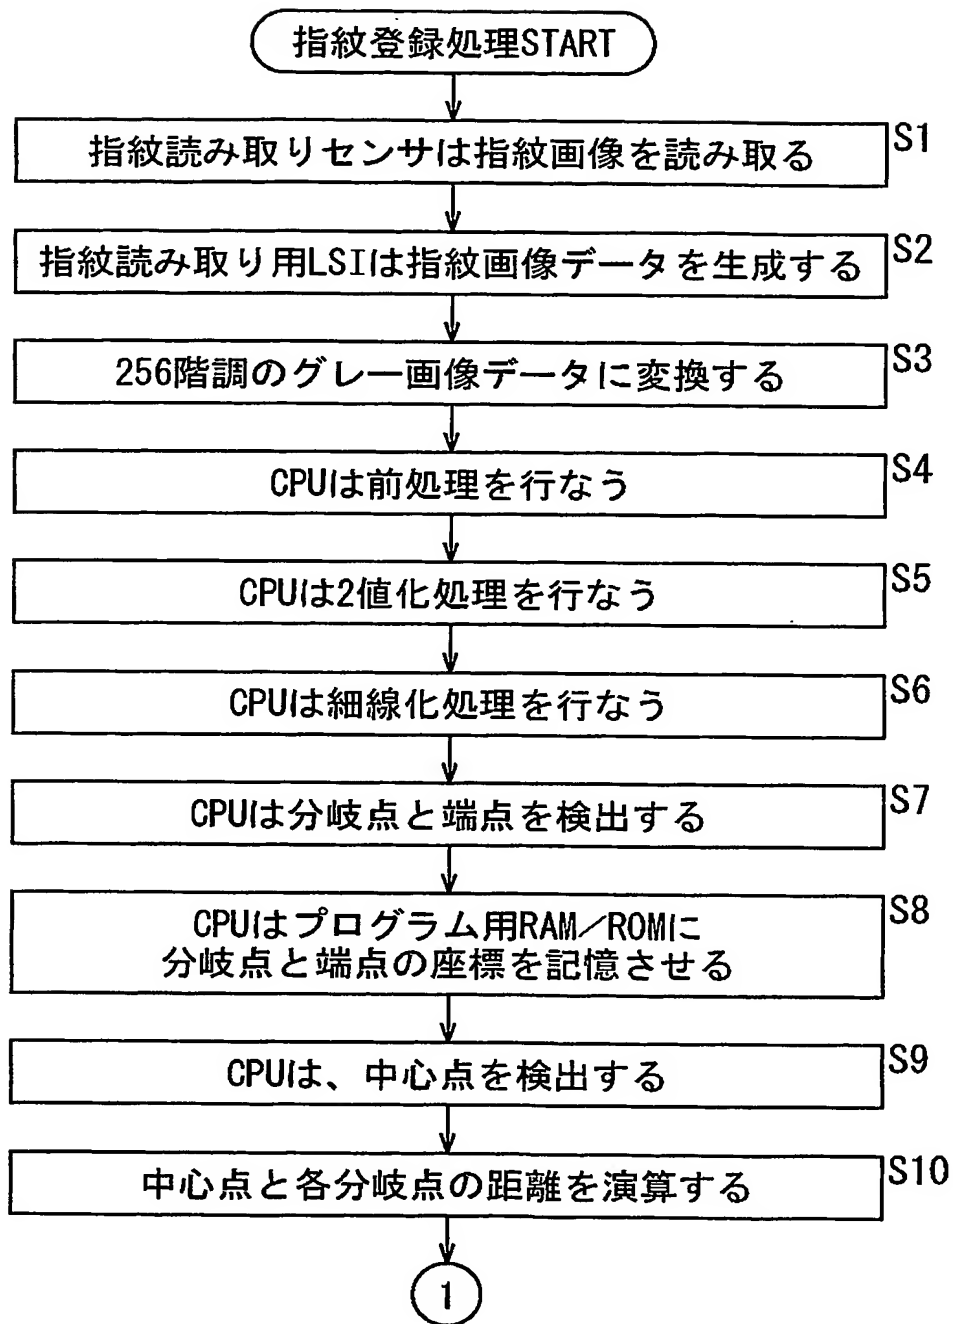 指紋登録処理START
指紋読み取りセンサは指紋画像を読み取る
S1
指紋読み取り用LSIは指紋画像データを生成する
S2
256階調のグレー画像データに変換する
S3
CPUは前処理を行なう
S4
CPUは2値化処理を行なう
S5
CPUは細線化処理を行なう
S6
CPUは分岐点と端点を検出する
S7
CPUはプログラム用RAM／ROMに
分岐点と端点の座標を記憶させる
S8
CPUは、中心点を検出する
S9
中心点と各分岐点の距離を演算する
S10
1